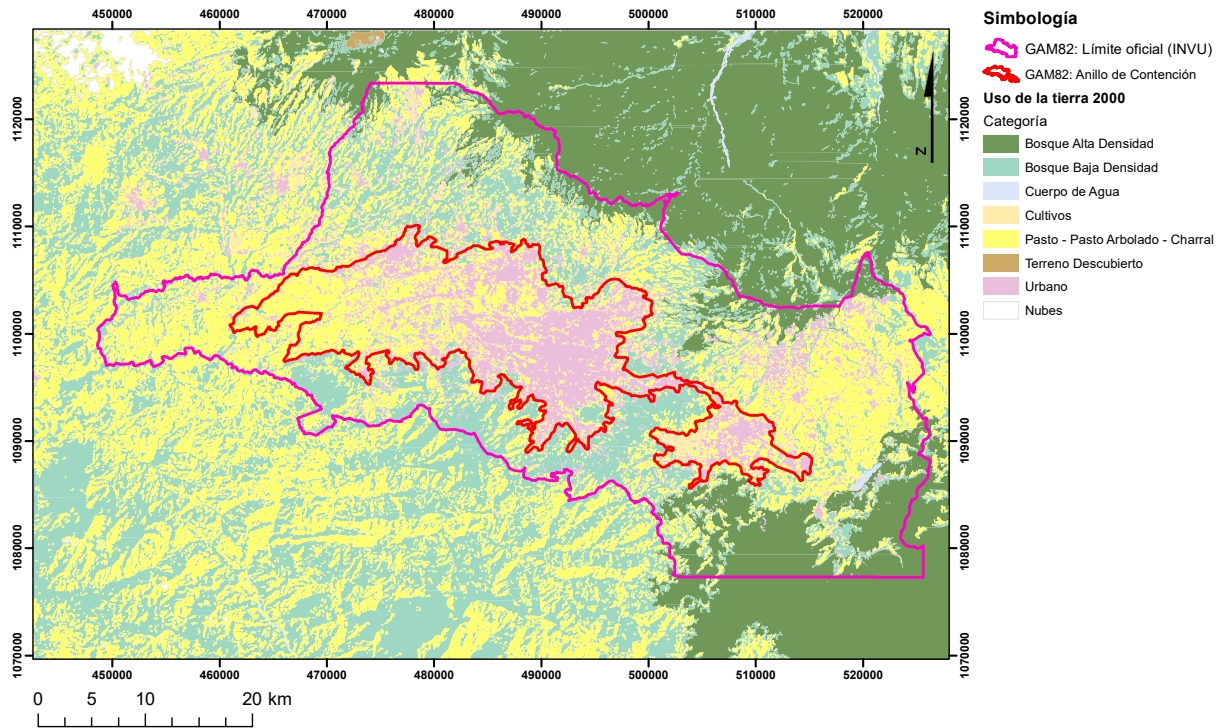 450000 460000 470000 480000 490000 500000 510000 520000
1120000
1110000
1100000
1090000
1080000
1070000
1120000
1110000
1100000
1090000
1080000
1070000
N
450000 460000 470000 480000 490000 500000 510000 520000
0 5 10 20 km
Simbología
GAM82: Límite oficial (INVU)
GAM82: Anillo de Contención
Uso de la tierra 2000
Categoría
Bosque Alta Densidad
Bosque Baja Densidad
Cuerpo de Agua
Cultivos
Pasto - Pasto Arbolado - Charral
Terreno Descubierto
Urbano
Nubes